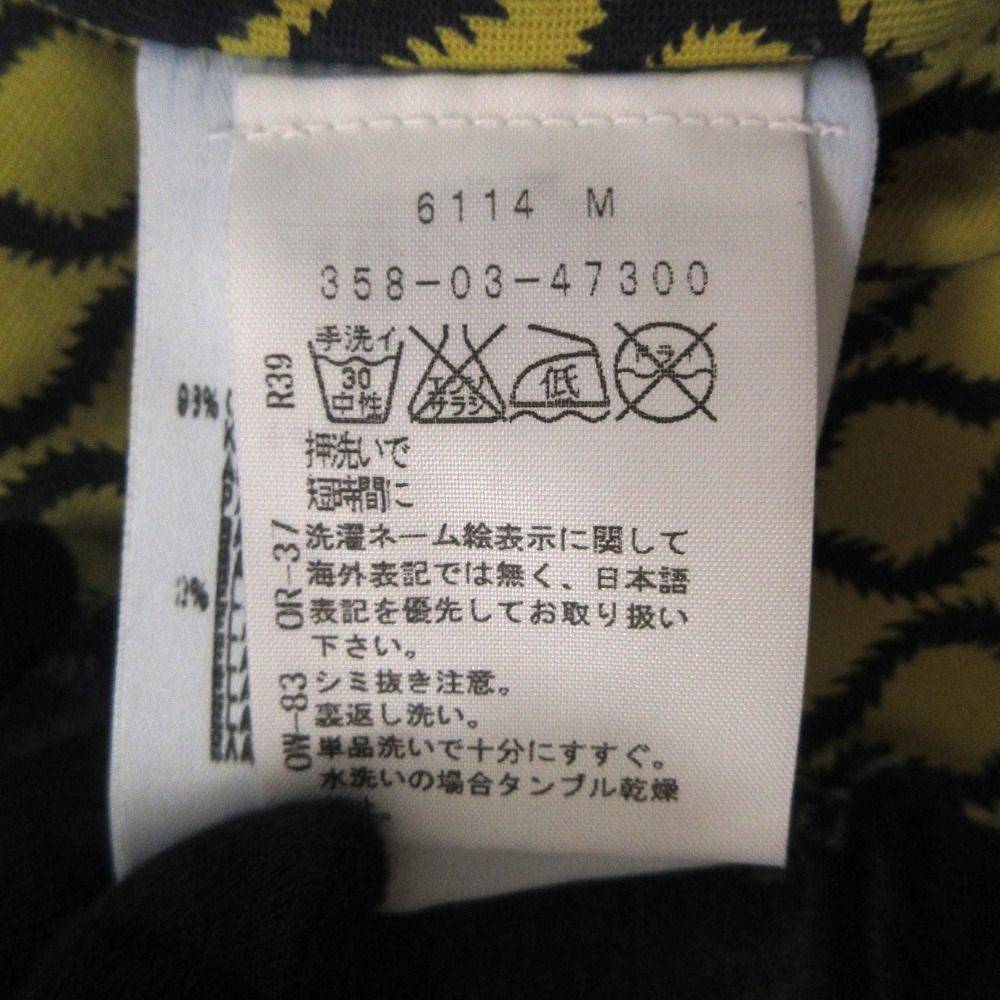 6114 M
358-03-47300
手洗イ
30
中性
エンソ
サラシ
低
ドライ
R39
押洗いで
短時間に
OR-37
洗濯ネーム絵表示に関して
海外表記では無く、日本語
表記を優先してお取り扱い
下さい。
OW-83
シミ抜き注意。
裏返し洗い。
単品洗いで十分にすすぐ。
水洗いの場合タンブル乾燥